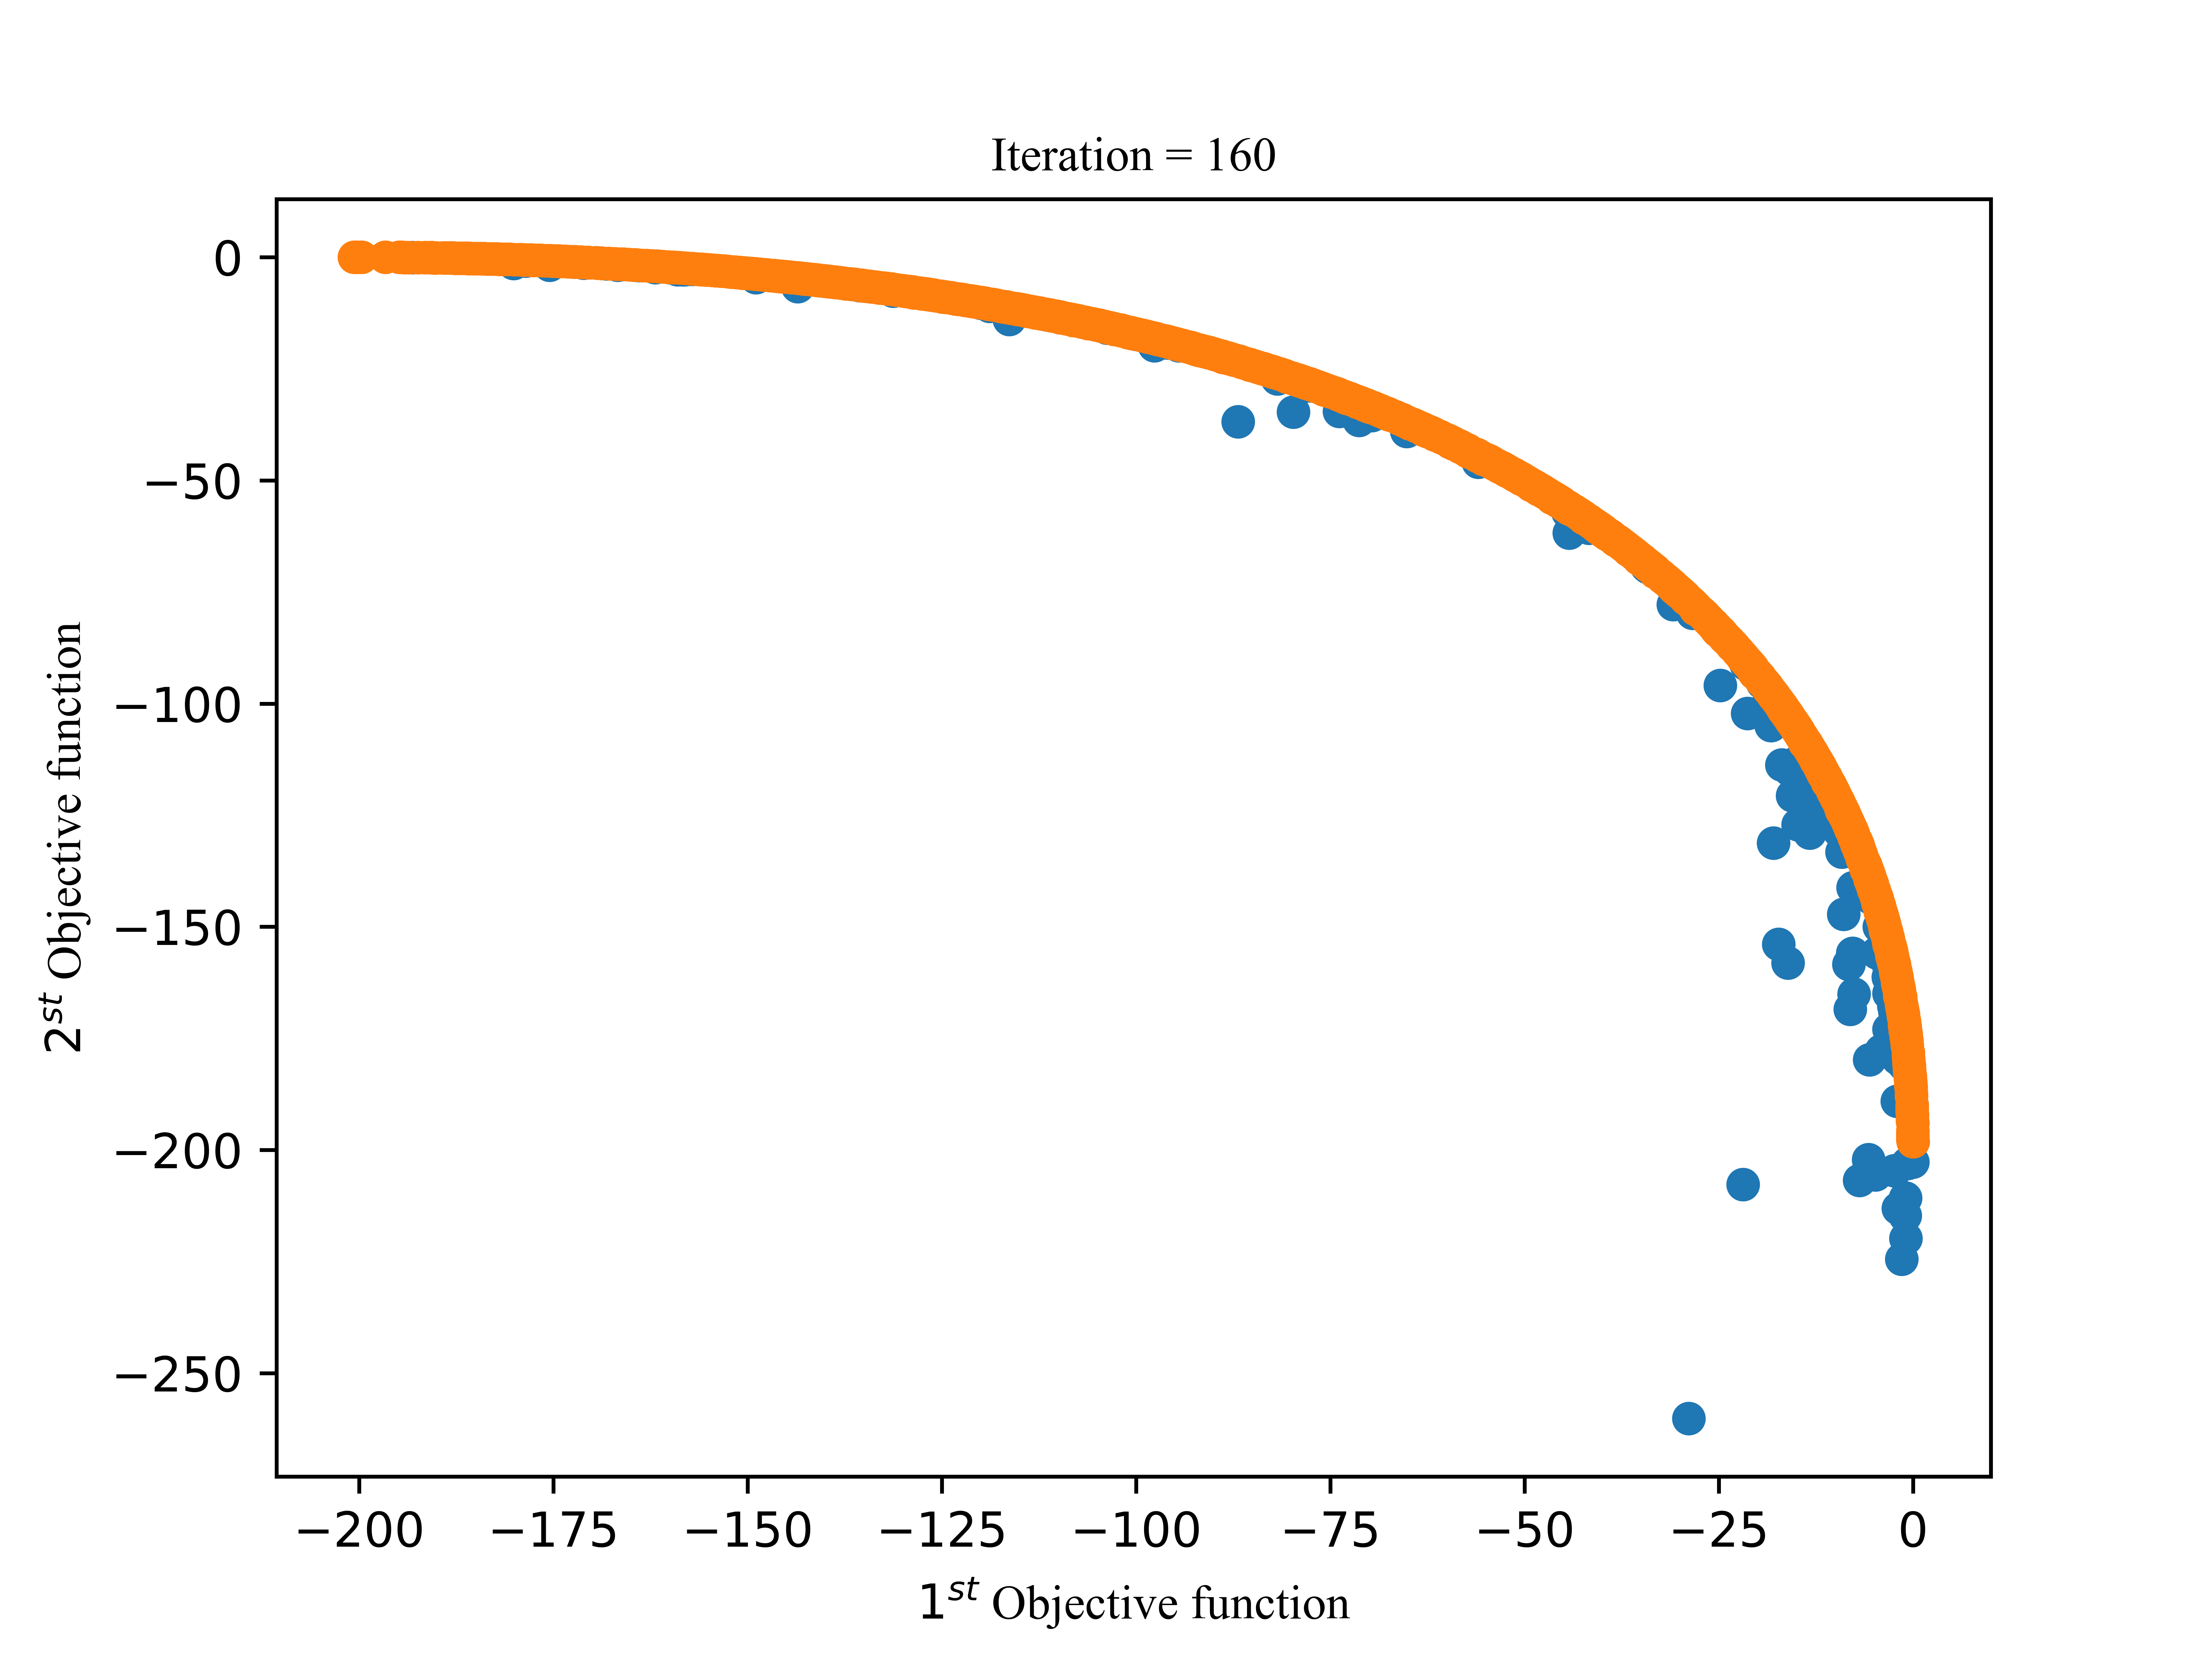 Iteration = 160
0
−50
−100
−150
−200
−250
2ˢᵗ Objective function
−200 −175 −150 −125 −100 −75 −50 −25 0
1ˢᵗ Objective function